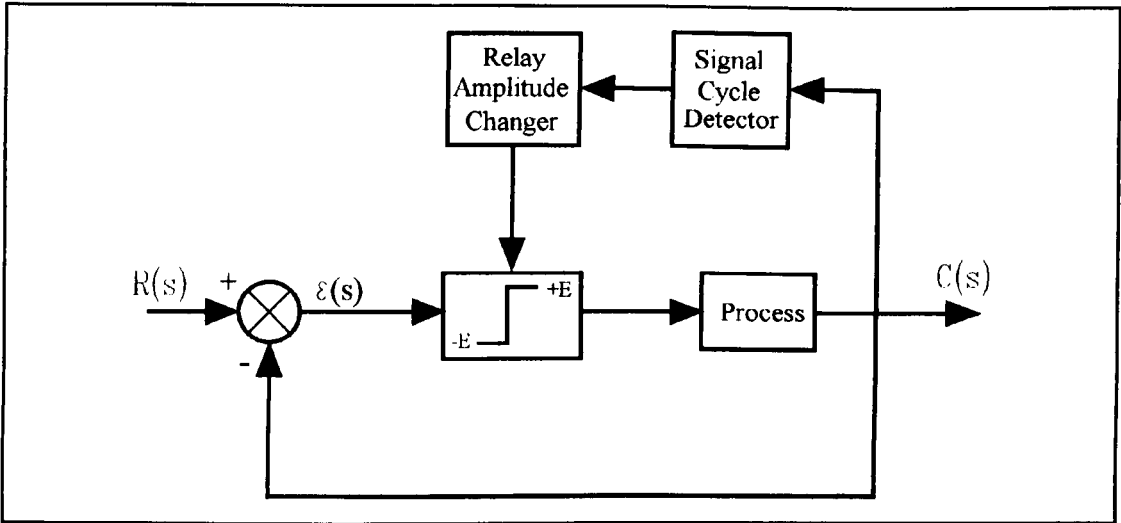 Relay
Amplitude
Changer
Signal
Cycle
Detector
R(s)
+
ε(s)
-
+E
-E
Process
C(s)